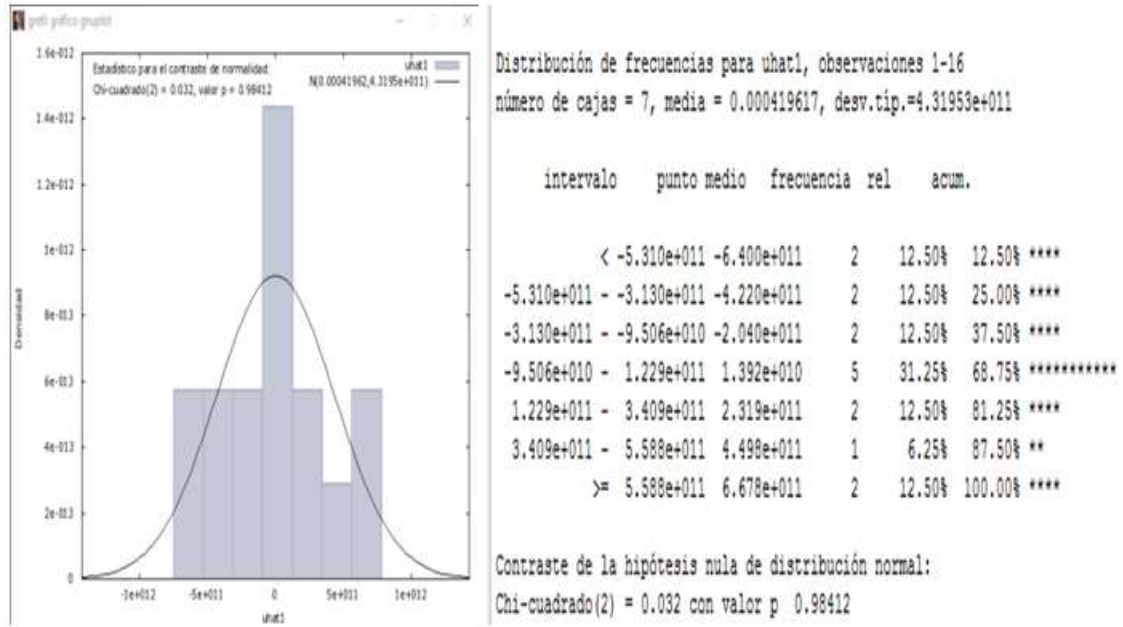 gretl: gráfico gnuplot
1.6e-012
1.4e-012
1.2e-012
1e-012
8e-013
6e-013
4e-013
2e-013
0
Densidad
Estadístico para el contraste de normalidad:
Chi-cuadrado(2) = 0.032, valor p = 0.98412
uhat1
N(0.00041962,4.3195e+011)
-1e+012 -5e+011 0 5e+011 1e+012
uhat1
Distribución de frecuencias para uhat1, observaciones 1-16
número de cajas = 7, media = 0.000419617, desv.típ.=4.31953e+011
intervalo punto medio frecuencia rel acum.
< -5.310e+011 -6.400e+011 2 12.50% 12.50% ****
-5.310e+011 - -3.130e+011 -4.220e+011 2 12.50% 25.00% ****
-3.130e+011 - -9.506e+010 -2.040e+011 2 12.50% 37.50% ****
-9.506e+010 - 1.229e+011 1.392e+010 5 31.25% 68.75% ***********
1.229e+011 - 3.409e+011 2.319e+011 2 12.50% 81.25% ****
3.409e+011 - 5.588e+011 4.498e+011 1 6.25% 87.50% **
>= 5.588e+011 6.678e+011 2 12.50% 100.00% ****
Contraste de la hipótesis nula de distribución normal:
Chi-cuadrado(2) = 0.032 con valor p 0.98412